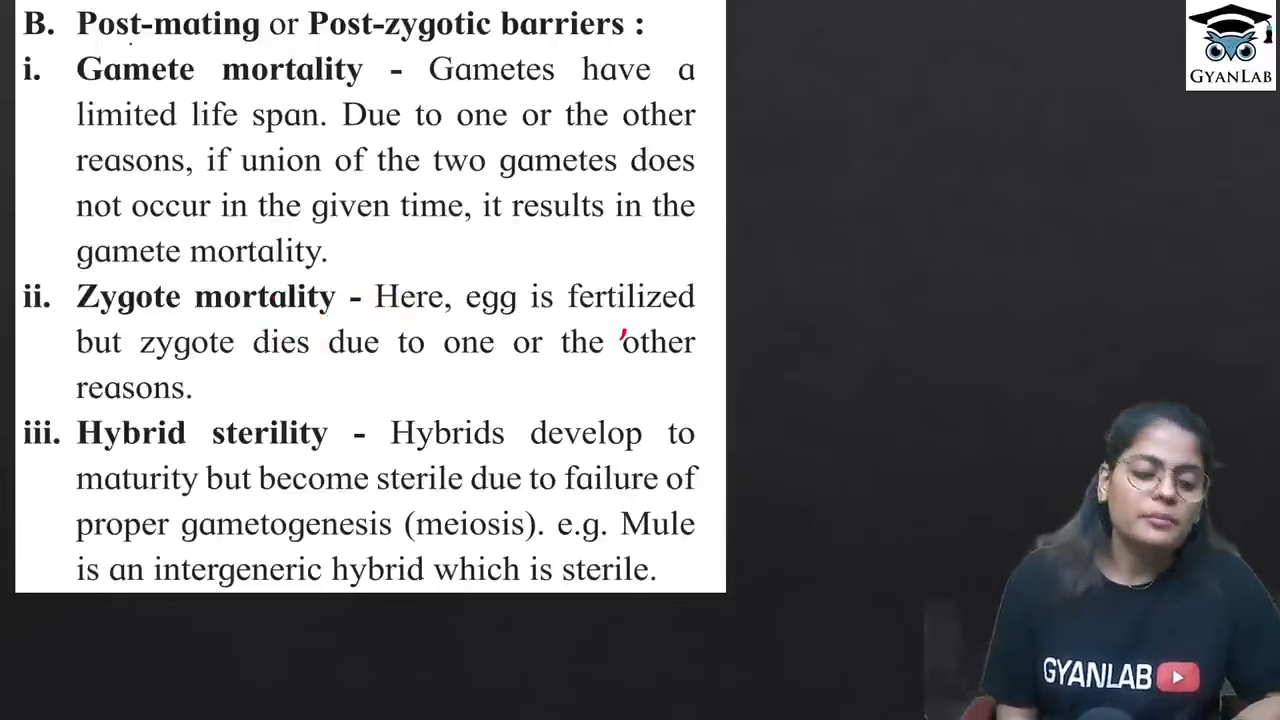 B. Post-mating or Post-zygotic barriers :
i. Gamete mortality - Gametes have a
limited life span. Due to one or the other
reasons, if union of the two gametes does
not occur in the given time, it results in the
gamete mortality.
ii. Zygote mortality - Here, egg is fertilized
but zygote dies due to one or the other
reasons.
iii. Hybrid sterility - Hybrids develop to
maturity but become sterile due to failure of
proper gametogenesis (meiosis). e.g. Mule
is an intergeneric hybrid which is sterile.
GYANLAB
GYANLAB